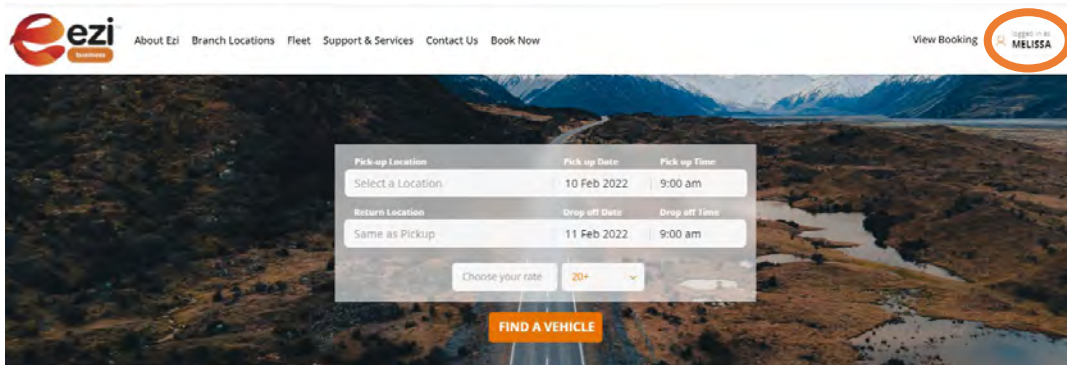 ezi
business
About Ezi Branch Locations Fleet Support & Services Contact Us Book Now
View Booking
logged in as
MELISSA
Pick-up Location Pick up Date Pick up Time
Select a Location 10 Feb 2022 9:00 am
Return Location Drop off Date Drop off Time
Same as Pickup 11 Feb 2022 9:00 am
Choose your rate 20+
FIND A VEHICLE